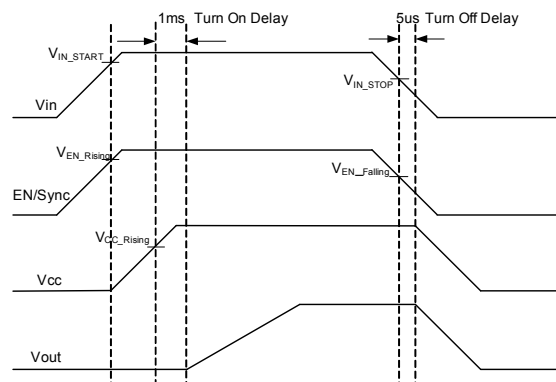 1ms Turn On Delay
5us Turn Off Delay
VIN_START
VIN_STOP
Vin
VEN_Rising
VEN_Falling
EN/Sync
VCC_Rising
Vcc
Vout